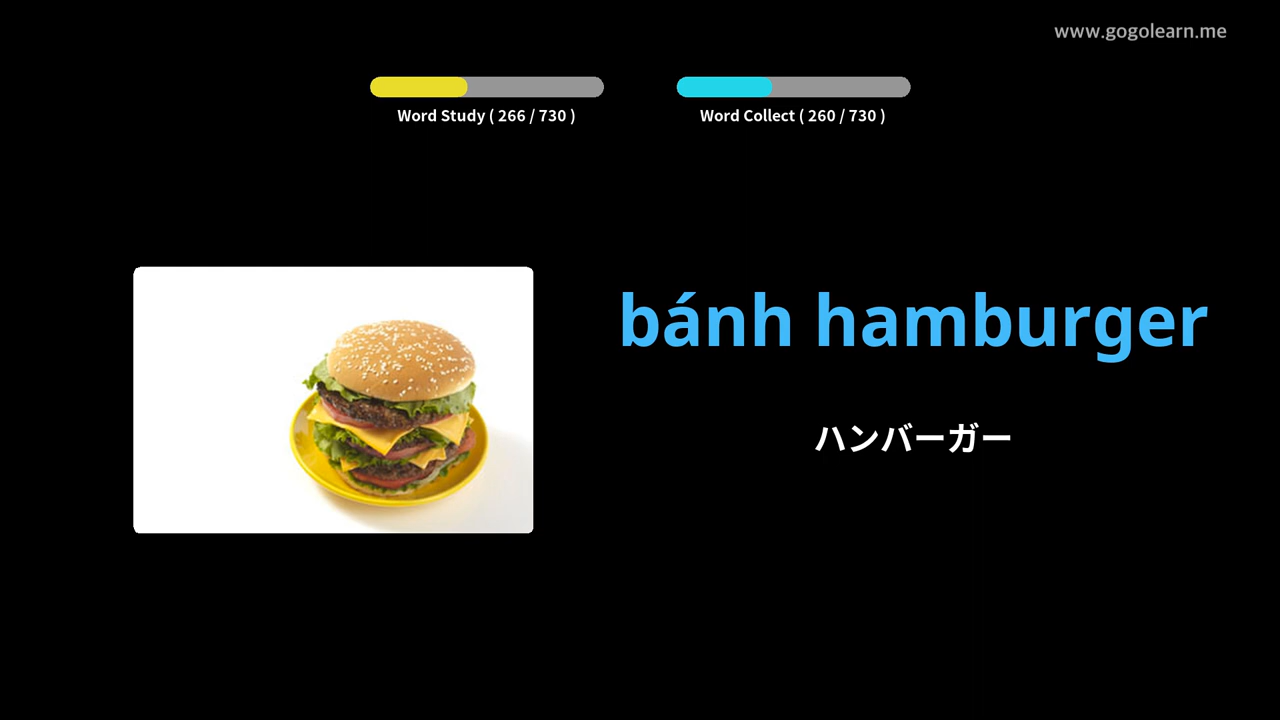 www.gogolearn.me
Word Study ( 266 / 730 )
Word Collect ( 260 / 730 )
bánh hamburger
ハンバーガー